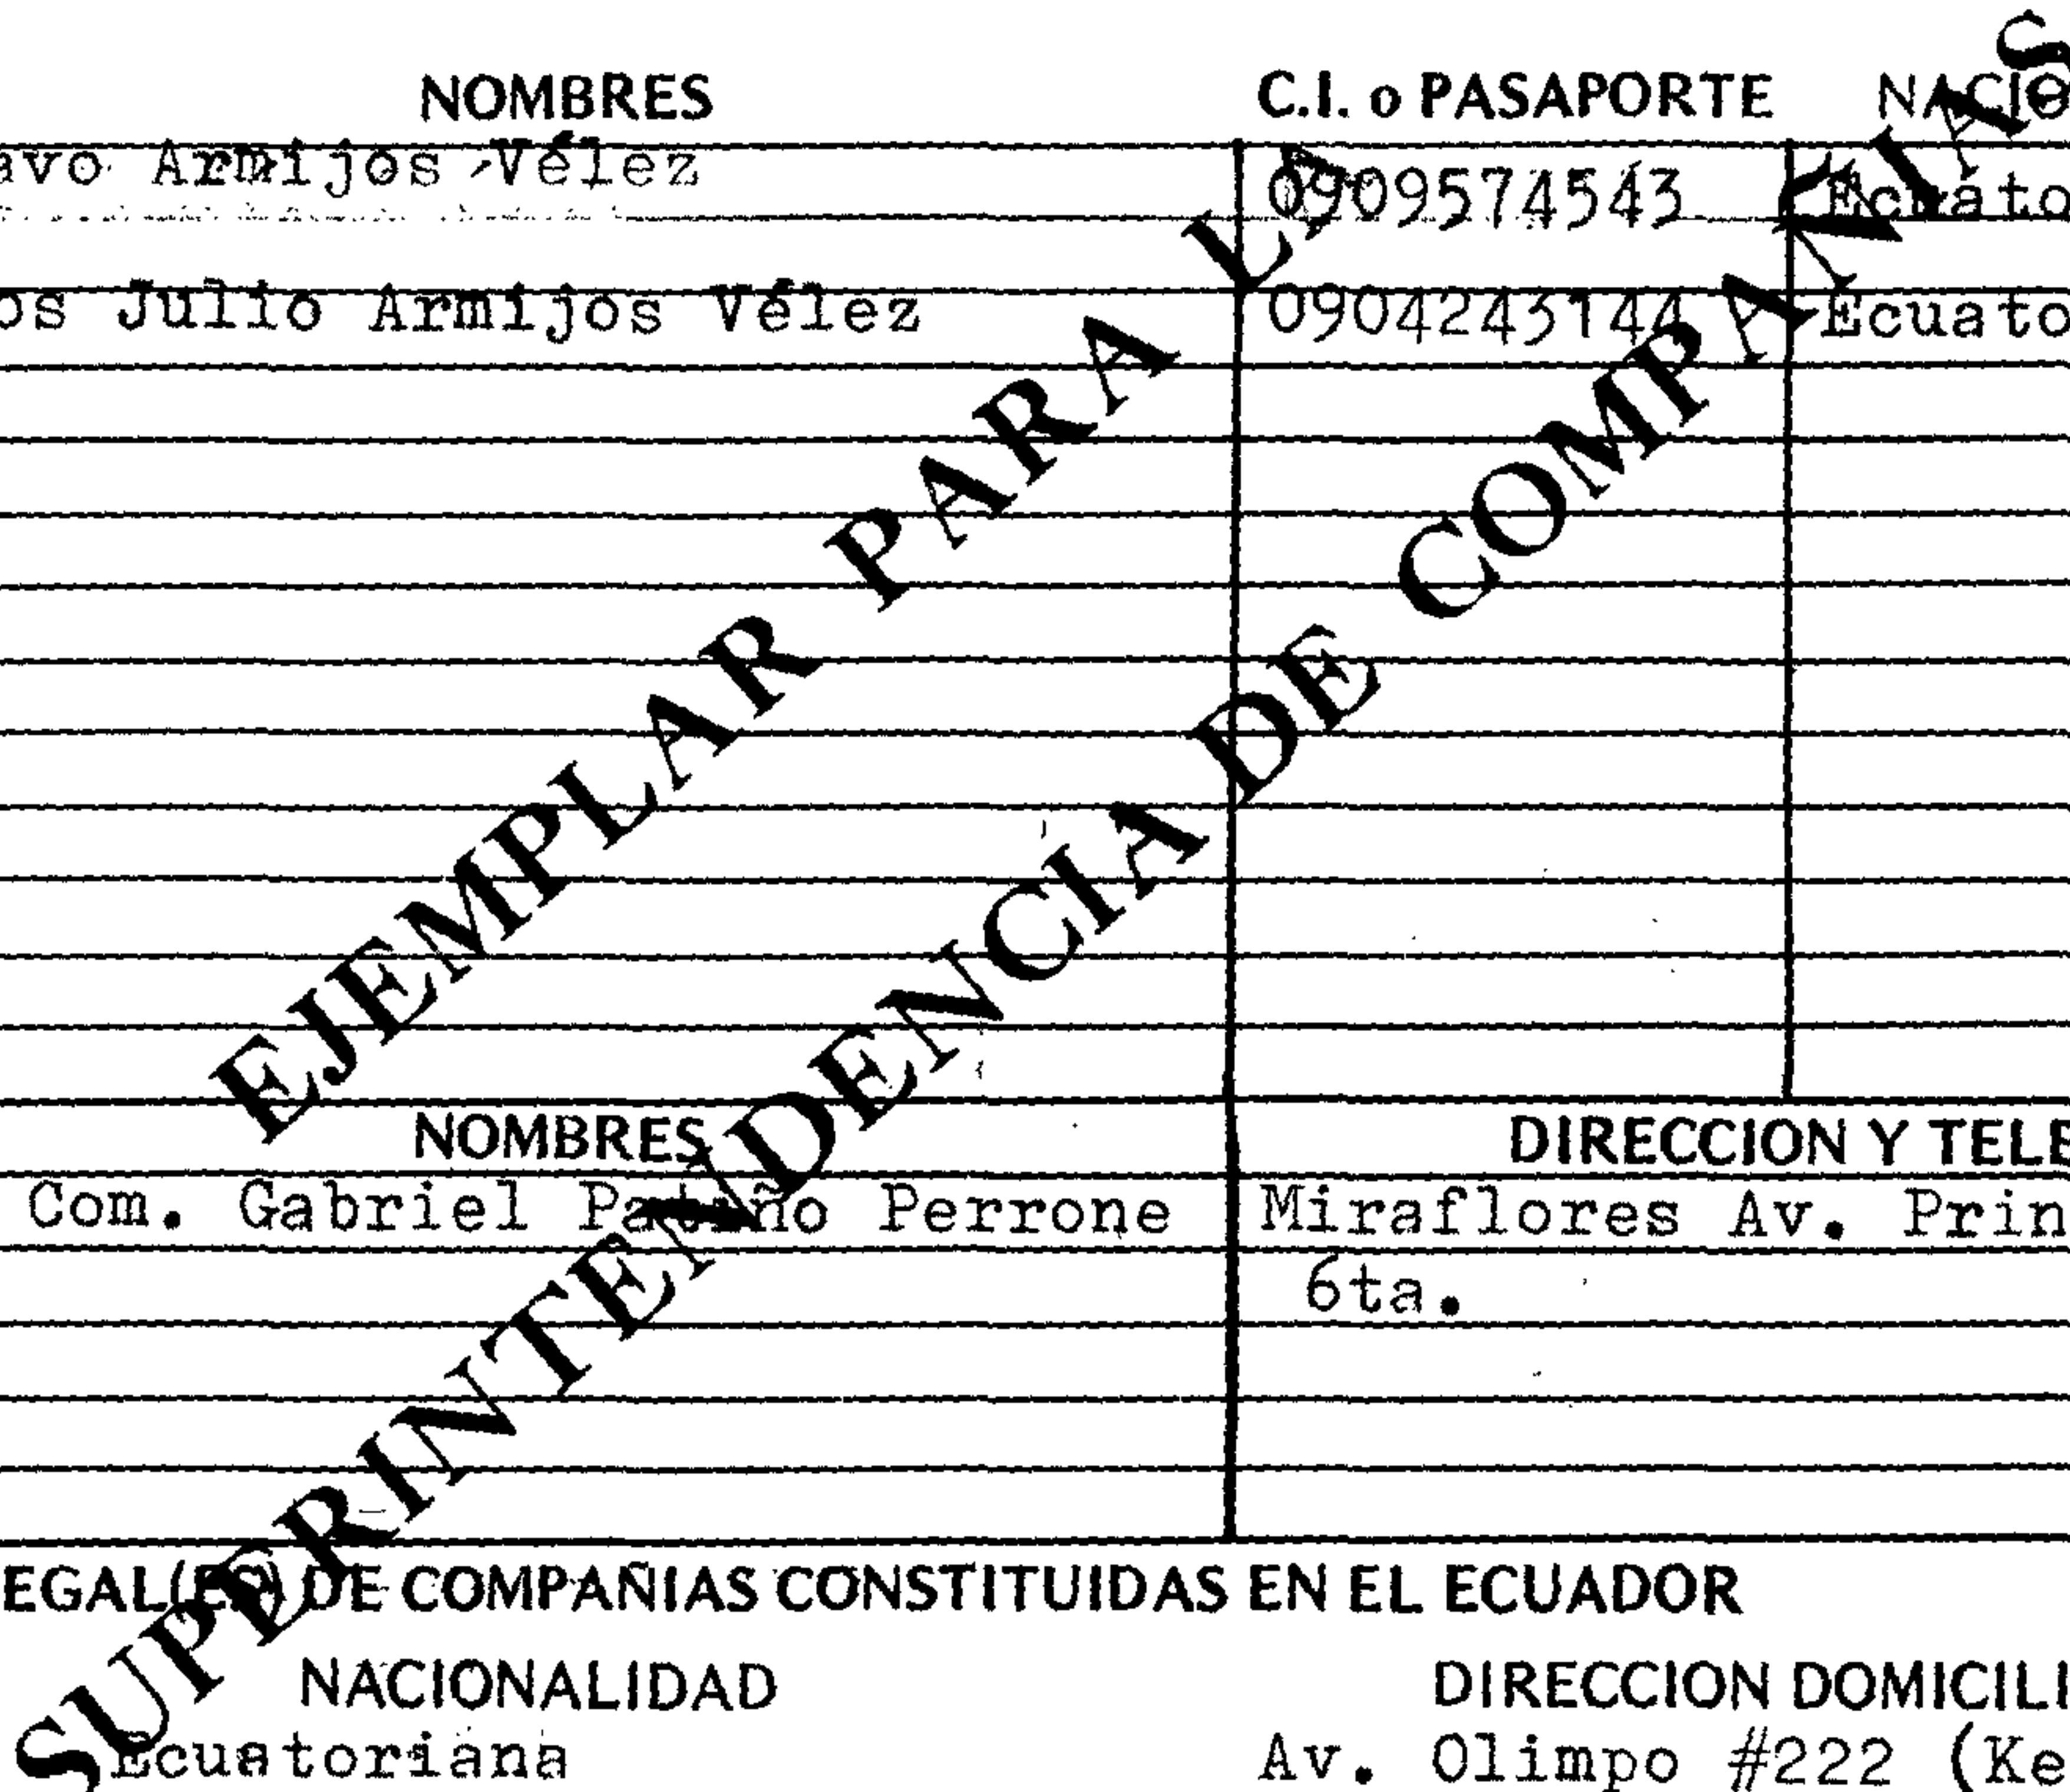 NOMBRES C.I. o PASAPORTE NACIO
avo Armijos Vélez 0909574543 Ecuato
os Julio Armijos Vélez 0904243144 Ecuato
EJEMPLAR PARA LA
SUPERINTENDENCIA DE COMPAÑIAS
NOMBRES DIRECCION Y TELE
Com. Gabriel Patiño Perrone Miraflores Av. Prin
6ta.
EGAL(ES) DE COMPAÑIAS CONSTITUIDAS EN EL ECUADOR
NACIONALIDAD DIRECCION DOMICILI
Ecuatoriana Av. Olimpo #222 (Ke